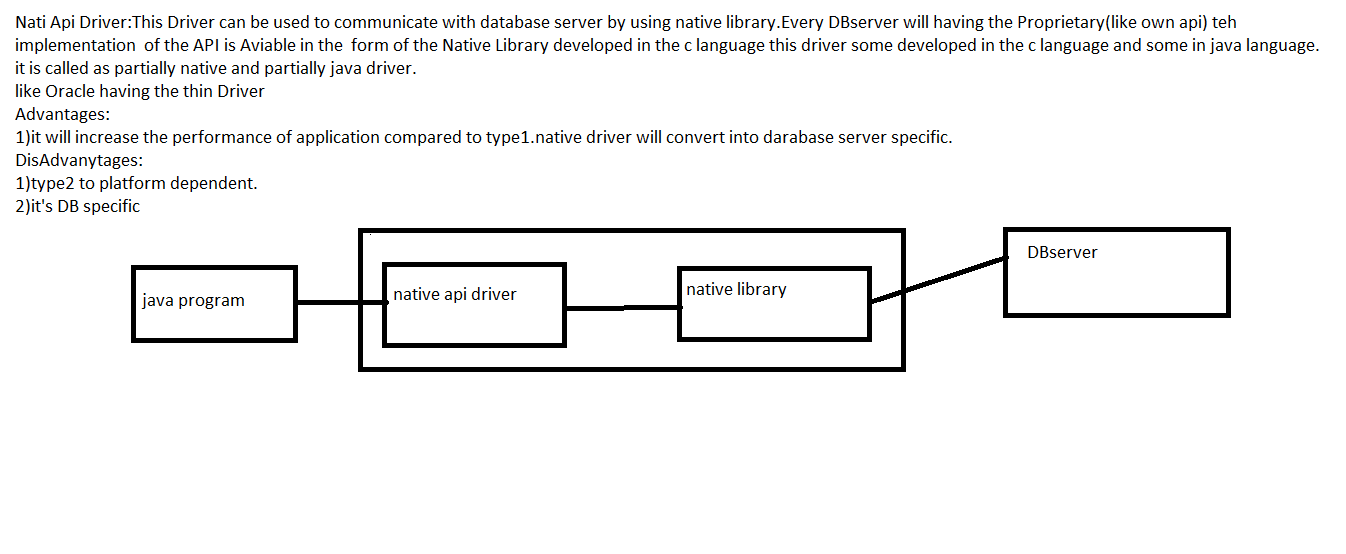 Nati Api Driver:This Driver can be used to communicate with database server by using native library.Every DBserver will having the Proprietary(like own api) teh
implementation of the API is Aviable in the form of the Native Library developed in the c language this driver some developed in the c language and some in java language.
it is called as partially native and partially java driver.
like Oracle having the thin Driver
Advantages:
1)it will increase the performance of application compared to type1.native driver will convert into darabase server specific.
DisAdvanytages:
1)type2 to platform dependent.
2)it's DB specific
java program
native api driver
native library
DBserver